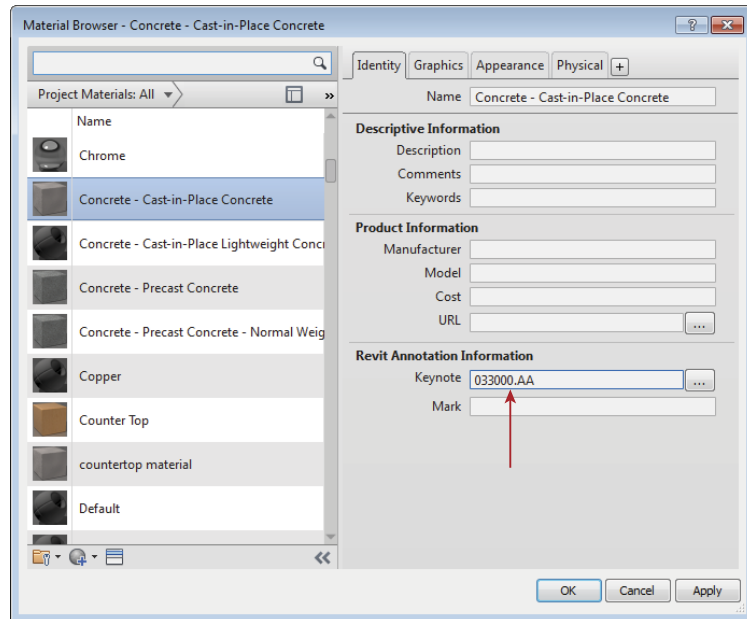 Material Browser - Concrete - Cast-in-Place Concrete
Project Materials: All
Name
Chrome
Concrete - Cast-in-Place Concrete
Concrete - Cast-in-Place Lightweight Concr
Concrete - Precast Concrete
Concrete - Precast Concrete - Normal Weig
Copper
Counter Top
countertop material
Default
Identity Graphics Appearance Physical +
Name Concrete - Cast-in-Place Concrete
Descriptive Information
Description
Comments
Keywords
Product Information
Manufacturer
Model
Cost
URL ...
Revit Annotation Information
Keynote 033000.AA ...
Mark
OK Cancel Apply